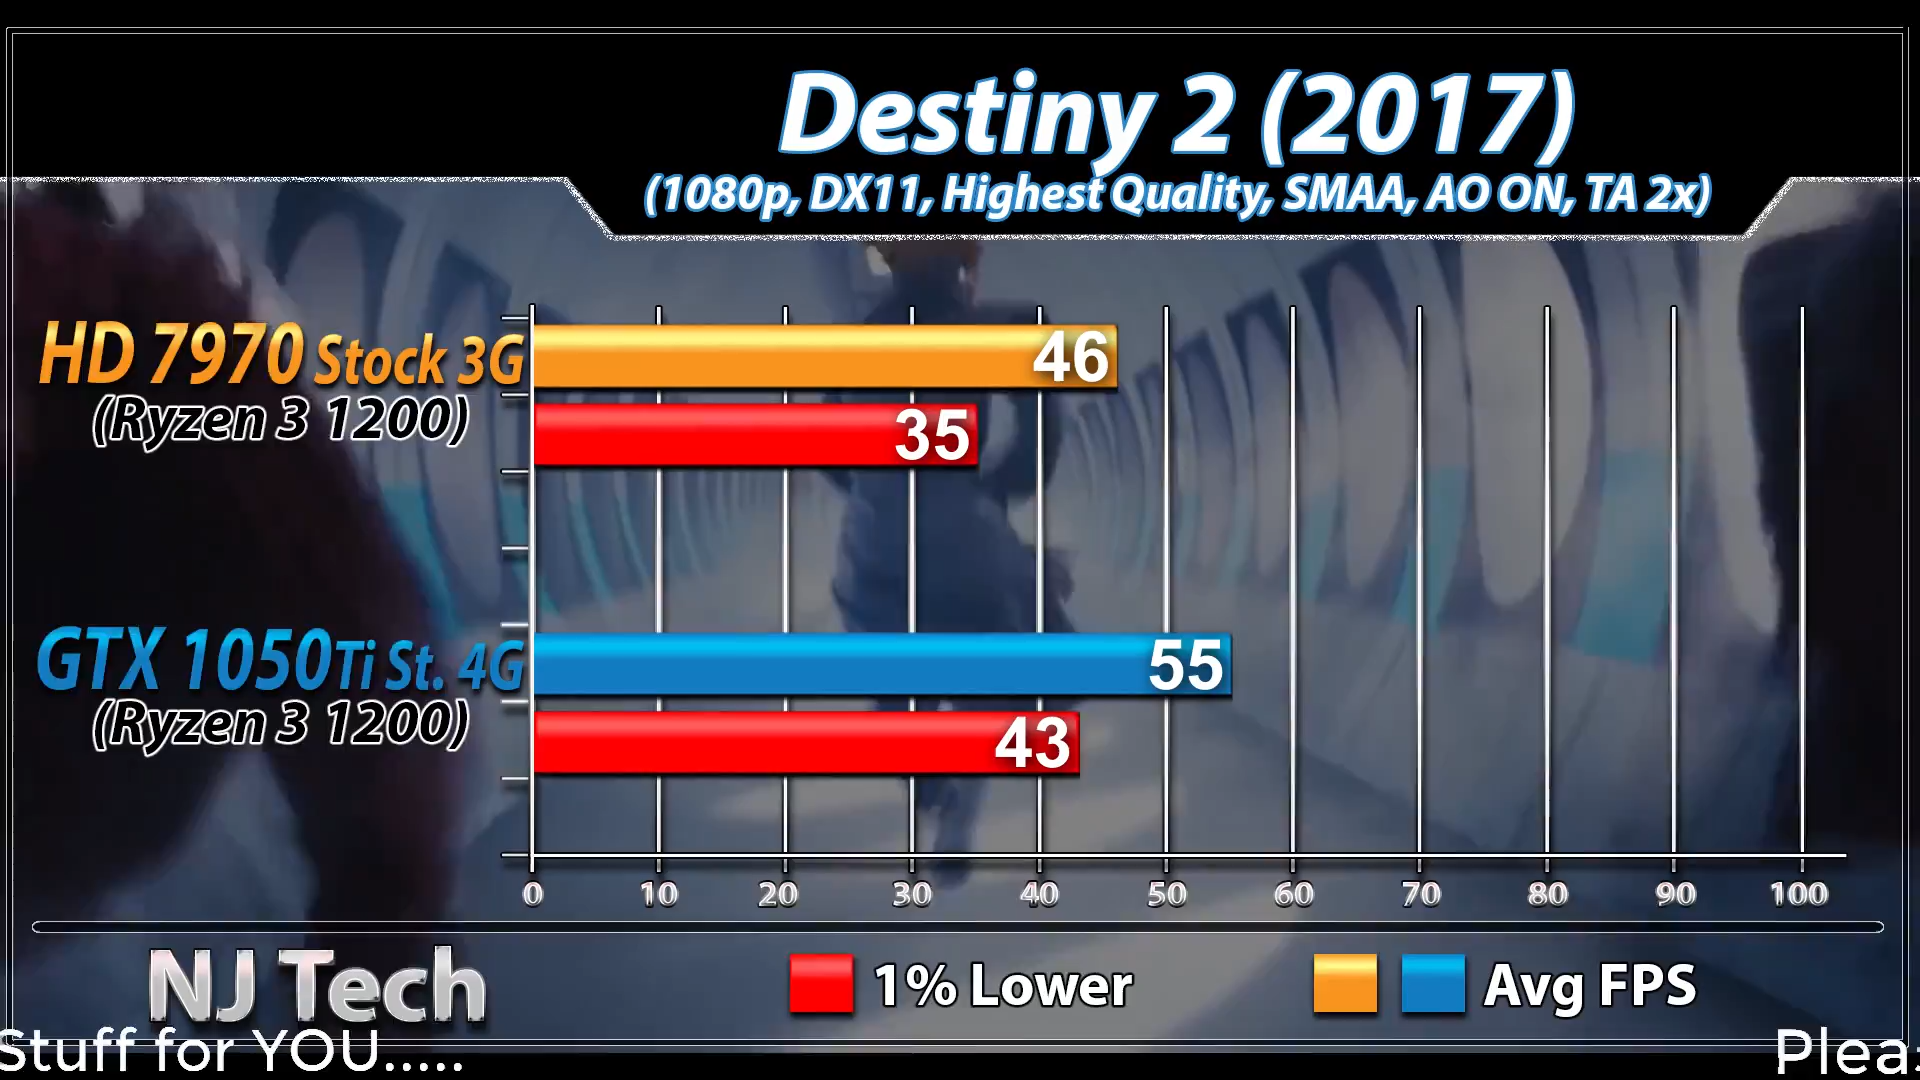 Destiny 2 (2017)
(1080p, DX11, Highest Quality, SMAA, AO ON, TA 2x)
HD 7970 Stock 3G
(Ryzen 3 1200)
46
35
GTX 1050Ti St. 4G
(Ryzen 3 1200)
55
43
0 10 20 30 40 50 60 70 80 90 100
NJ Tech
1% Lower
Avg FPS
Stuff for YOU.....
Plea